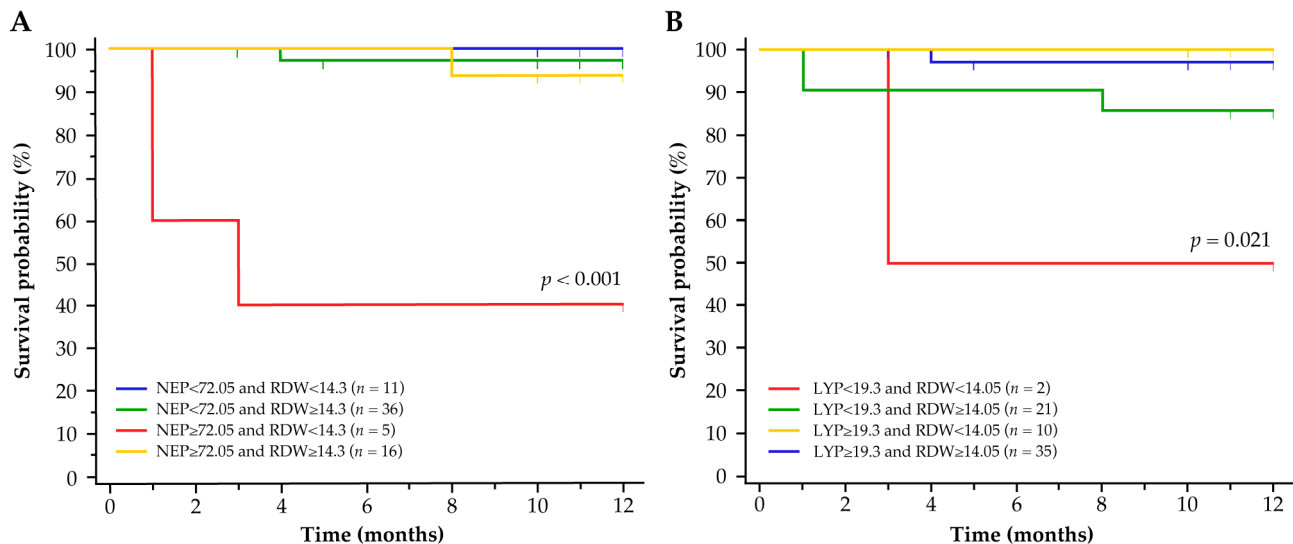 A
Survival probability (%)
100
90
80
70
60
50
40
30
20
10
0
p < 0.001
NEP<72.05 and RDW<14.3 (n = 11)
NEP<72.05 and RDW≥14.3 (n = 36)
NEP≥72.05 and RDW<14.3 (n = 5)
NEP≥72.05 and RDW≥14.3 (n = 16)
0 2 4 6 8 10 12
Time (months)
B
Survival probability (%)
100
90
80
70
60
50
40
30
20
10
0
p = 0.021
LYP<19.3 and RDW<14.05 (n = 2)
LYP<19.3 and RDW≥14.05 (n = 21)
LYP≥19.3 and RDW<14.05 (n = 10)
LYP≥19.3 and RDW≥14.05 (n = 35)
0 2 4 6 8 10 12
Time (months)